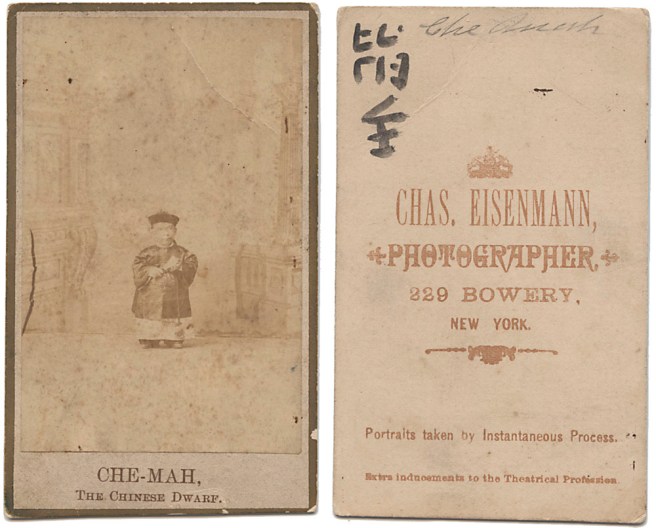 CHE-MAH,
THE CHINESE DWARF.
Che
CHAS. EISENMANN,
PHOTOGRAPHER,
229 BOWERY,
NEW YORK.
Portraits taken by Instantaneous Process.
Extra inducements to the Theatrical Profession.